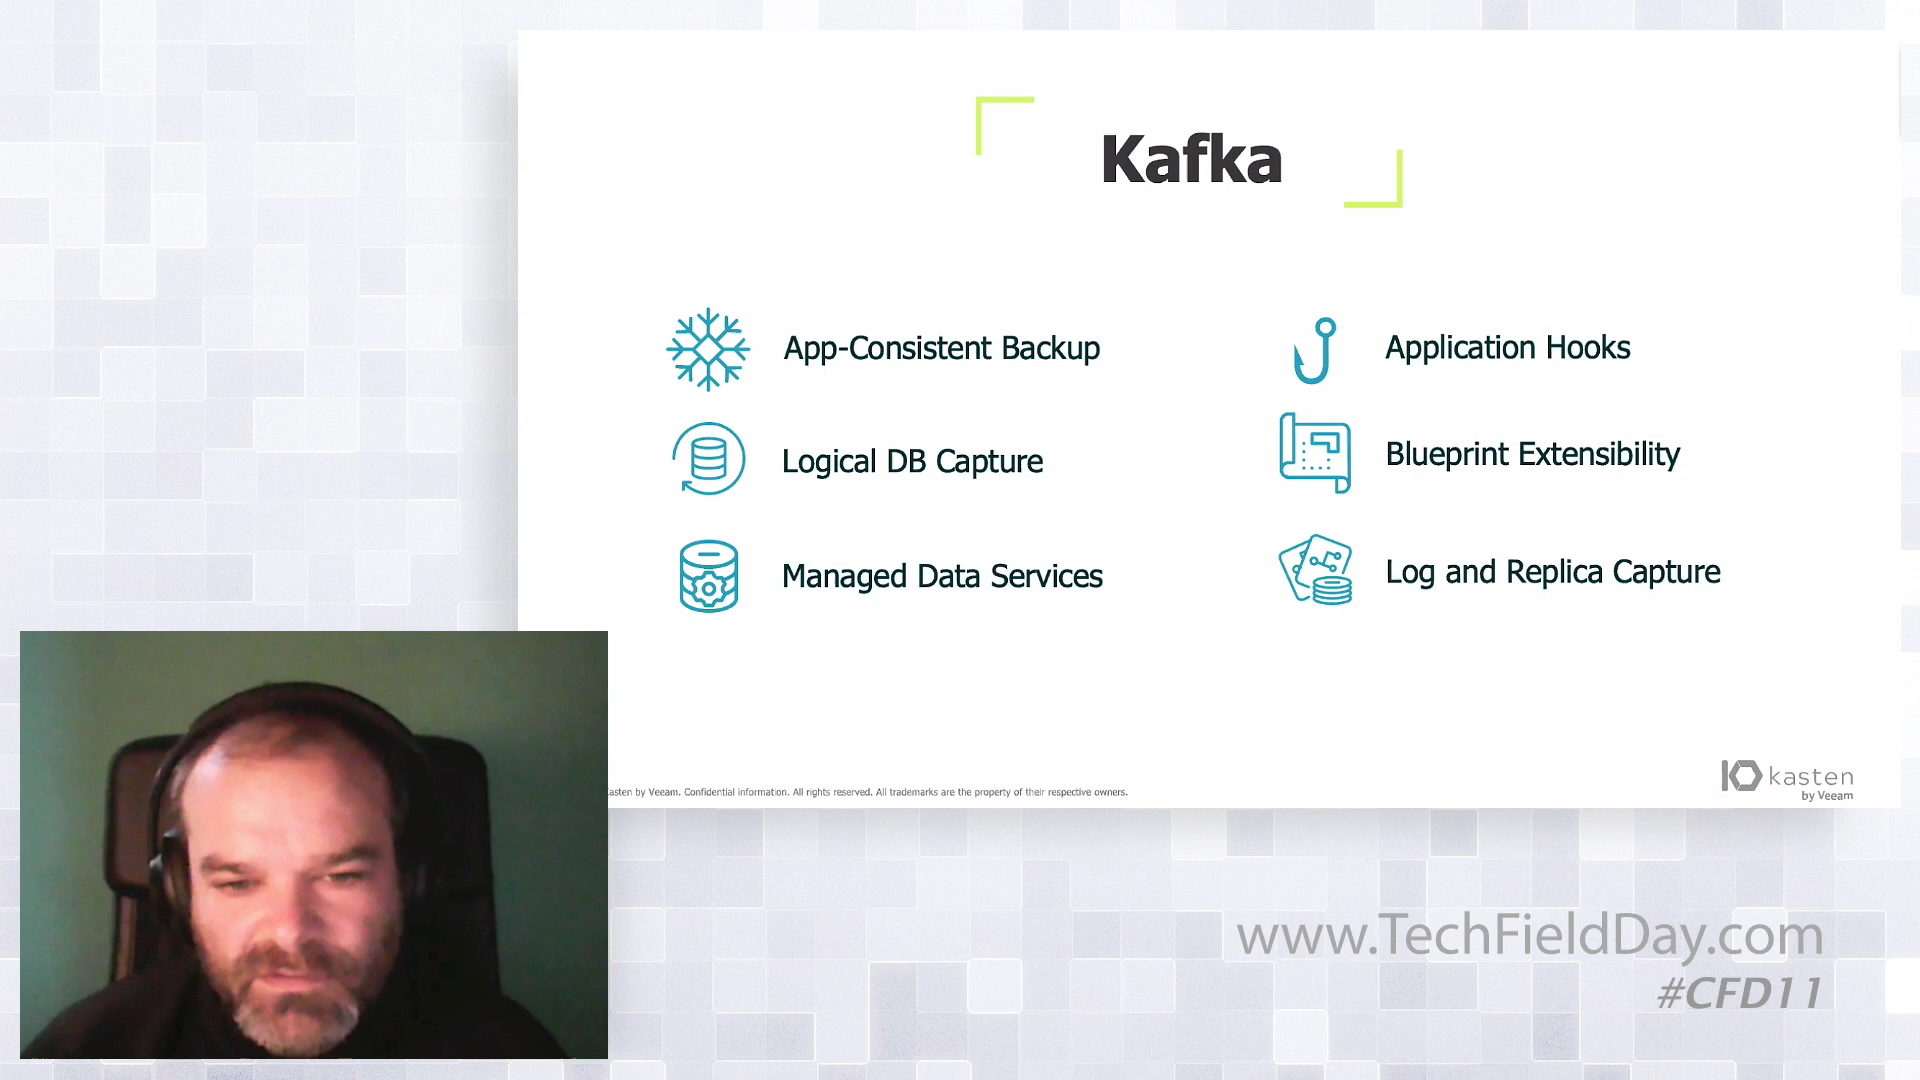 Kafka
App-Consistent Backup
Application Hooks
Logical DB Capture
Blueprint Extensibility
Managed Data Services
Log and Replica Capture
by Veeam. Confidential information. All rights reserved. All trademarks are the property of their respective owners.
kasten
by Veeam
www.TechFieldDay.com
#CFD11